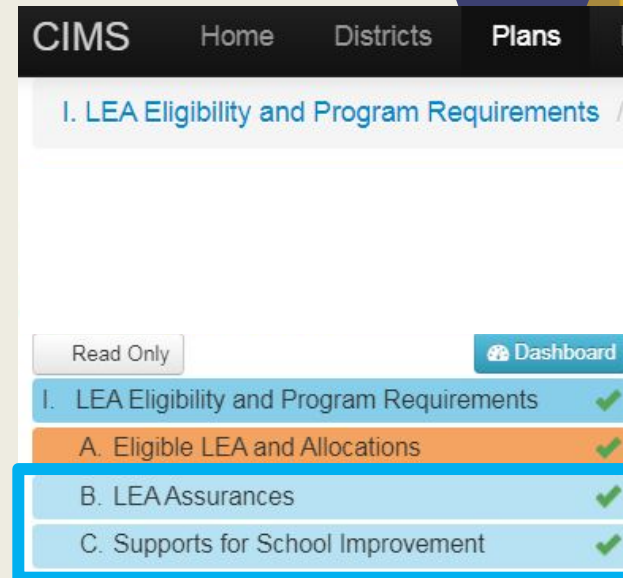 CIMS Home Districts Plans
I. LEA Eligibility and Program Requirements /
Read Only Dashboard
I. LEA Eligibility and Program Requirements
A. Eligible LEA and Allocations
B. LEA Assurances
C. Supports for School Improvement